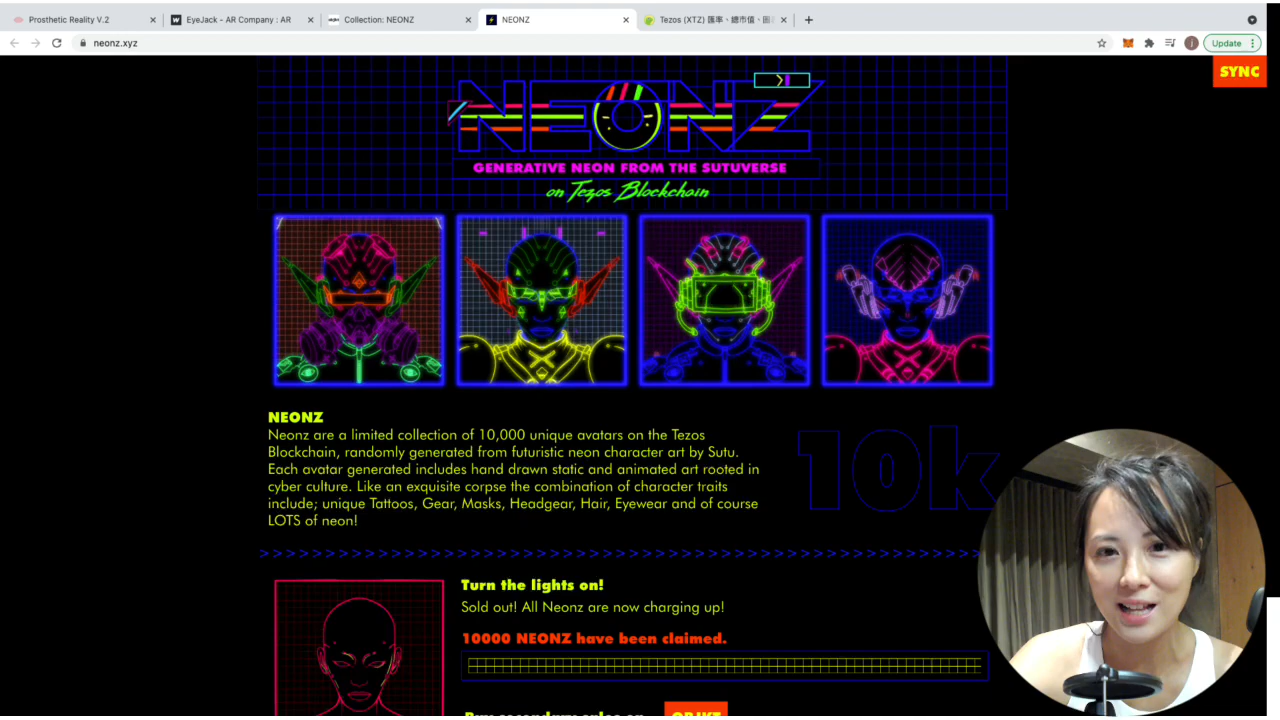 Prosthetic Reality V.2
EyeJack - AR Company : AR
Collection: NEONZ
NEONZ
Tezos (XTZ) 匯率、總市值、圖
neonz.xyz
Update
SYNC
NEONZ
GENERATIVE NEON FROM THE SUTUVERSE
on Tezos Blockchain
NEONZ
Neonz are a limited collection of 10,000 unique avatars on the Tezos
Blockchain, randomly generated from futuristic neon character art by Sutu.
Each avatar generated includes hand drawn static and animated art rooted in
cyber culture. Like an exquisite corpse the combination of character traits
include; unique Tattoos, Gear, Masks, Headgear, Hair, Eyewear and of course
LOTS of neon!
10k
>>>>>>>>>>>>>>>>>>>>>>>>>>>>>>>>>>>>>>>>>>>>>>>>>>>>>>>
Turn the lights on!
Sold out! All Neonz are now charging up!
10000 NEONZ have been claimed.
Buy secondary sales on
OBJKT